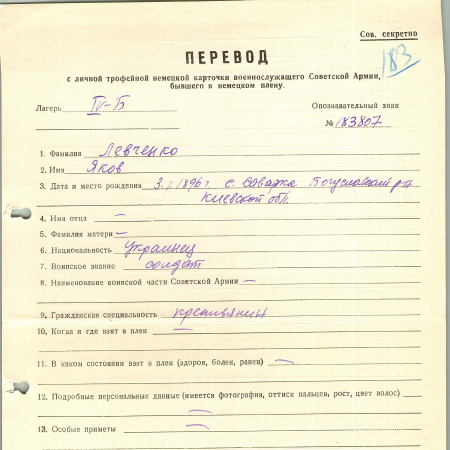 Сов. секретно
183
ПЕРЕВОД
с личной трофейной немецкой карточки военнослужащего Советской Армии,
бывшего в немецком плену.
Лагерь IV-Б Опознавательный знак
№ 183807
1. Фамилия Левченко
2. Имя Яков
3. Дата и место рождения 3.1.1896 г с. Богуславский р-н
Киевской обл.
4. Имя отца —
5. Фамилия матери —
6. Национальность украинец
7. Воинское звание солдат
8. Наименование воинской части Советской Армии —
9. Гражданская специальность крестьянин
10. Когда и где взят в плен —
11. В каком состоянии взят в плен (здоров, болен, ранен) —
12. Подробные персональные данные (имеется фотография, оттиск пальцев, рост, цвет волос)
—
13. Особые приметы —